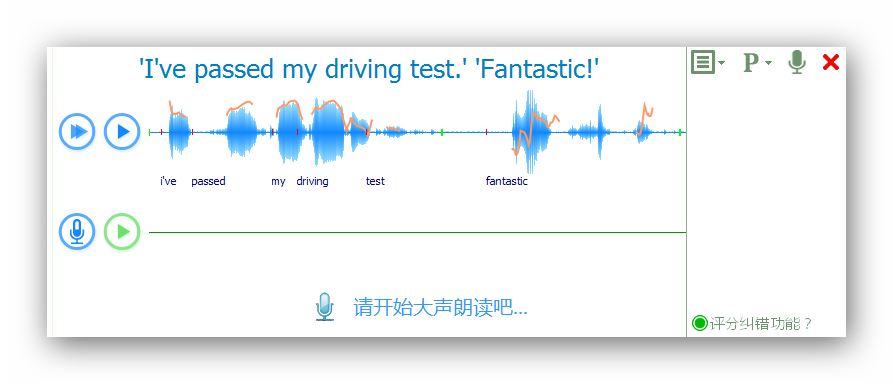 'I've passed my driving test.' 'Fantastic!'
P
i've passed my driving test fantastic
请开始大声朗读吧...
评分纠错功能？